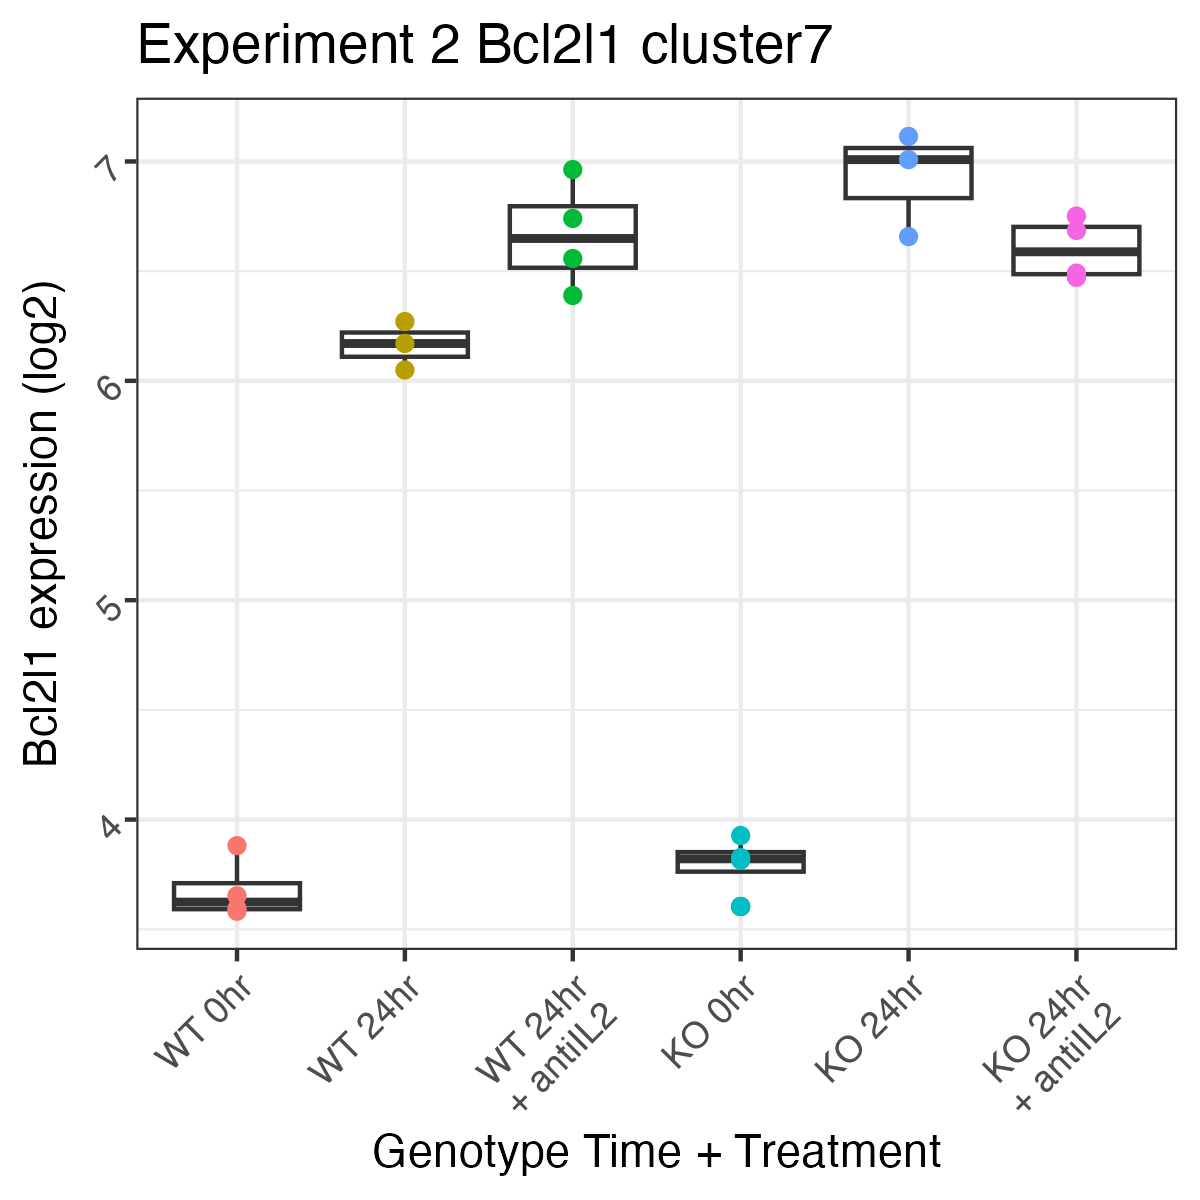 Experiment 2 Bcl2l1 cluster7
Bcl2l1 expression (log2)
7
6
5
4
WT 0hr
WT 24hr
WT 24hr
+ antiIL2
KO 0hr
KO 24hr
KO 24hr
+ antiIL2
Genotype Time + Treatment